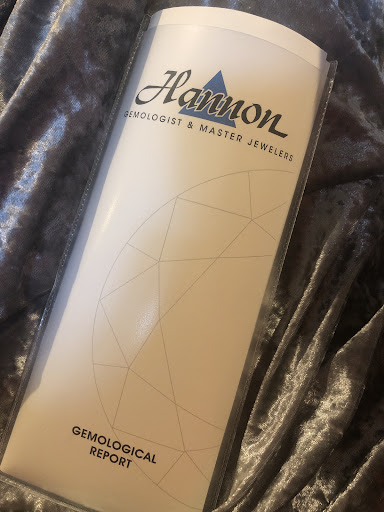 Hannon
GEMOLOGIST & MASTER JEWELERS
GEMOLOGICAL
REPORT